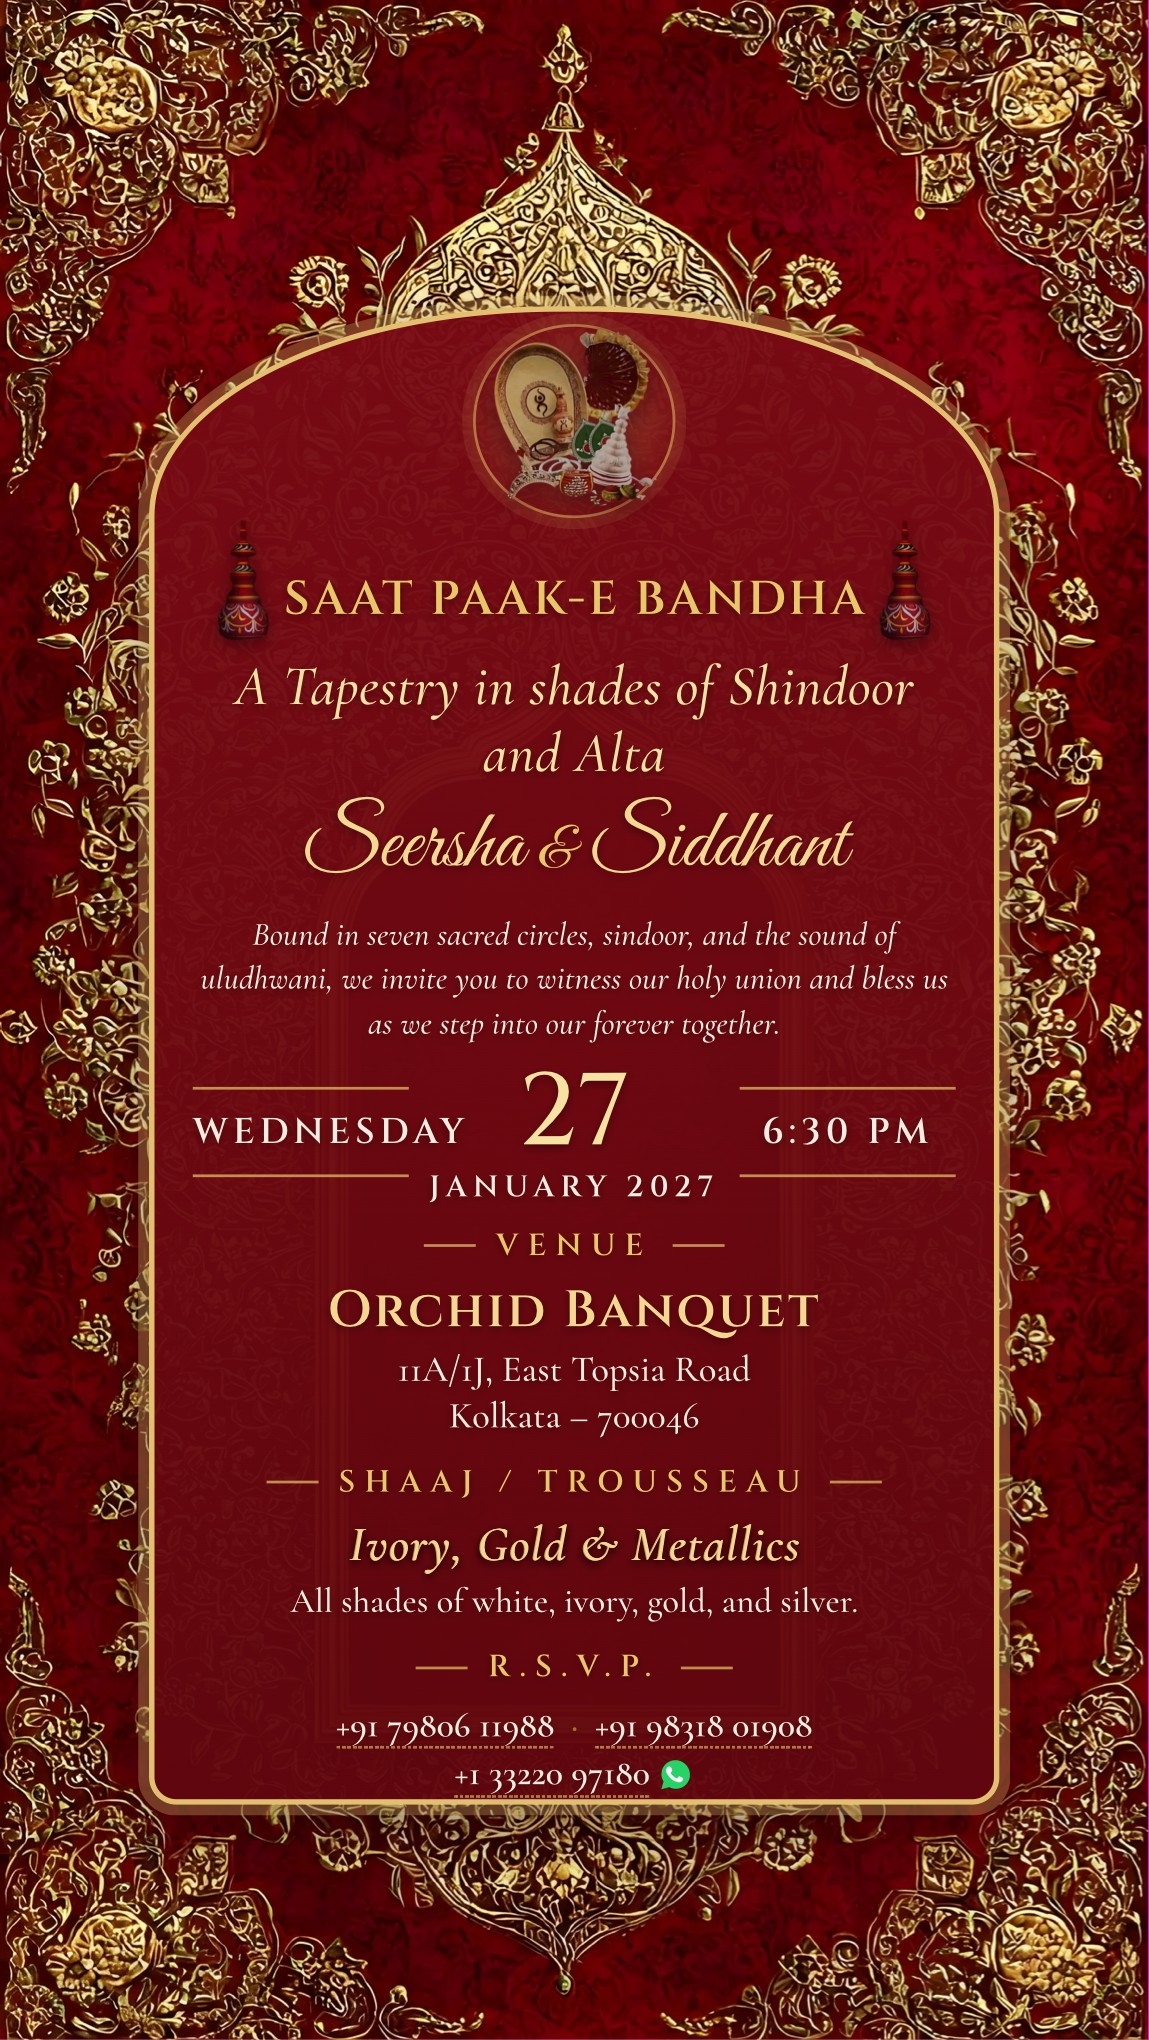 SAAT PAAK-E BANDHA
A Tapestry in shades of Shindoor
and Alta
Seersha & Siddhant
Bound in seven sacred circles, sindoor, and the sound of
uludhwani, we invite you to witness our holy union and bless us
as we step into our forever together.
WEDNESDAY 27 6:30 PM
JANUARY 2027
VENUE
ORCHID BANQUET
11A/1J, East Topsia Road
Kolkata – 700046
SHAAJ / TROUSSEAU
Ivory, Gold & Metallics
All shades of white, ivory, gold, and silver.
R.S.V.P.
+91 79806 11988 · +91 98318 01908
+1 33220 97180